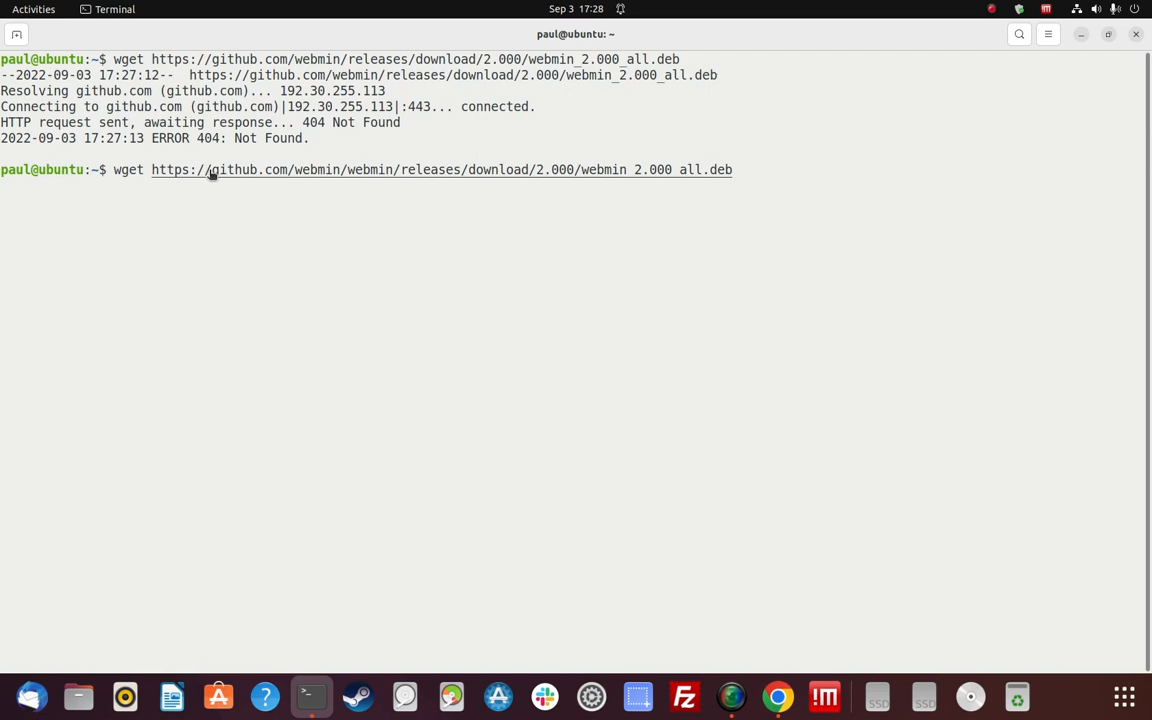 Activities
Terminal
Sep 3 17:28
paul@ubuntu: ~
paul@ubuntu:~$ wget https://github.com/webmin/releases/download/2.000/webmin_2.000_all.deb
--2022-09-03 17:27:12-- https://github.com/webmin/releases/download/2.000/webmin_2.000_all.deb
Resolving github.com (github.com)... 192.30.255.113
Connecting to github.com (github.com)|192.30.255.113|:443... connected.
HTTP request sent, awaiting response... 404 Not Found
2022-09-03 17:27:13 ERROR 404: Not Found.
paul@ubuntu:~$ wget https://github.com/webmin/webmin/releases/download/2.000/webmin_2.000_all.deb
>_
?
FZ
!M
SSD
SSD